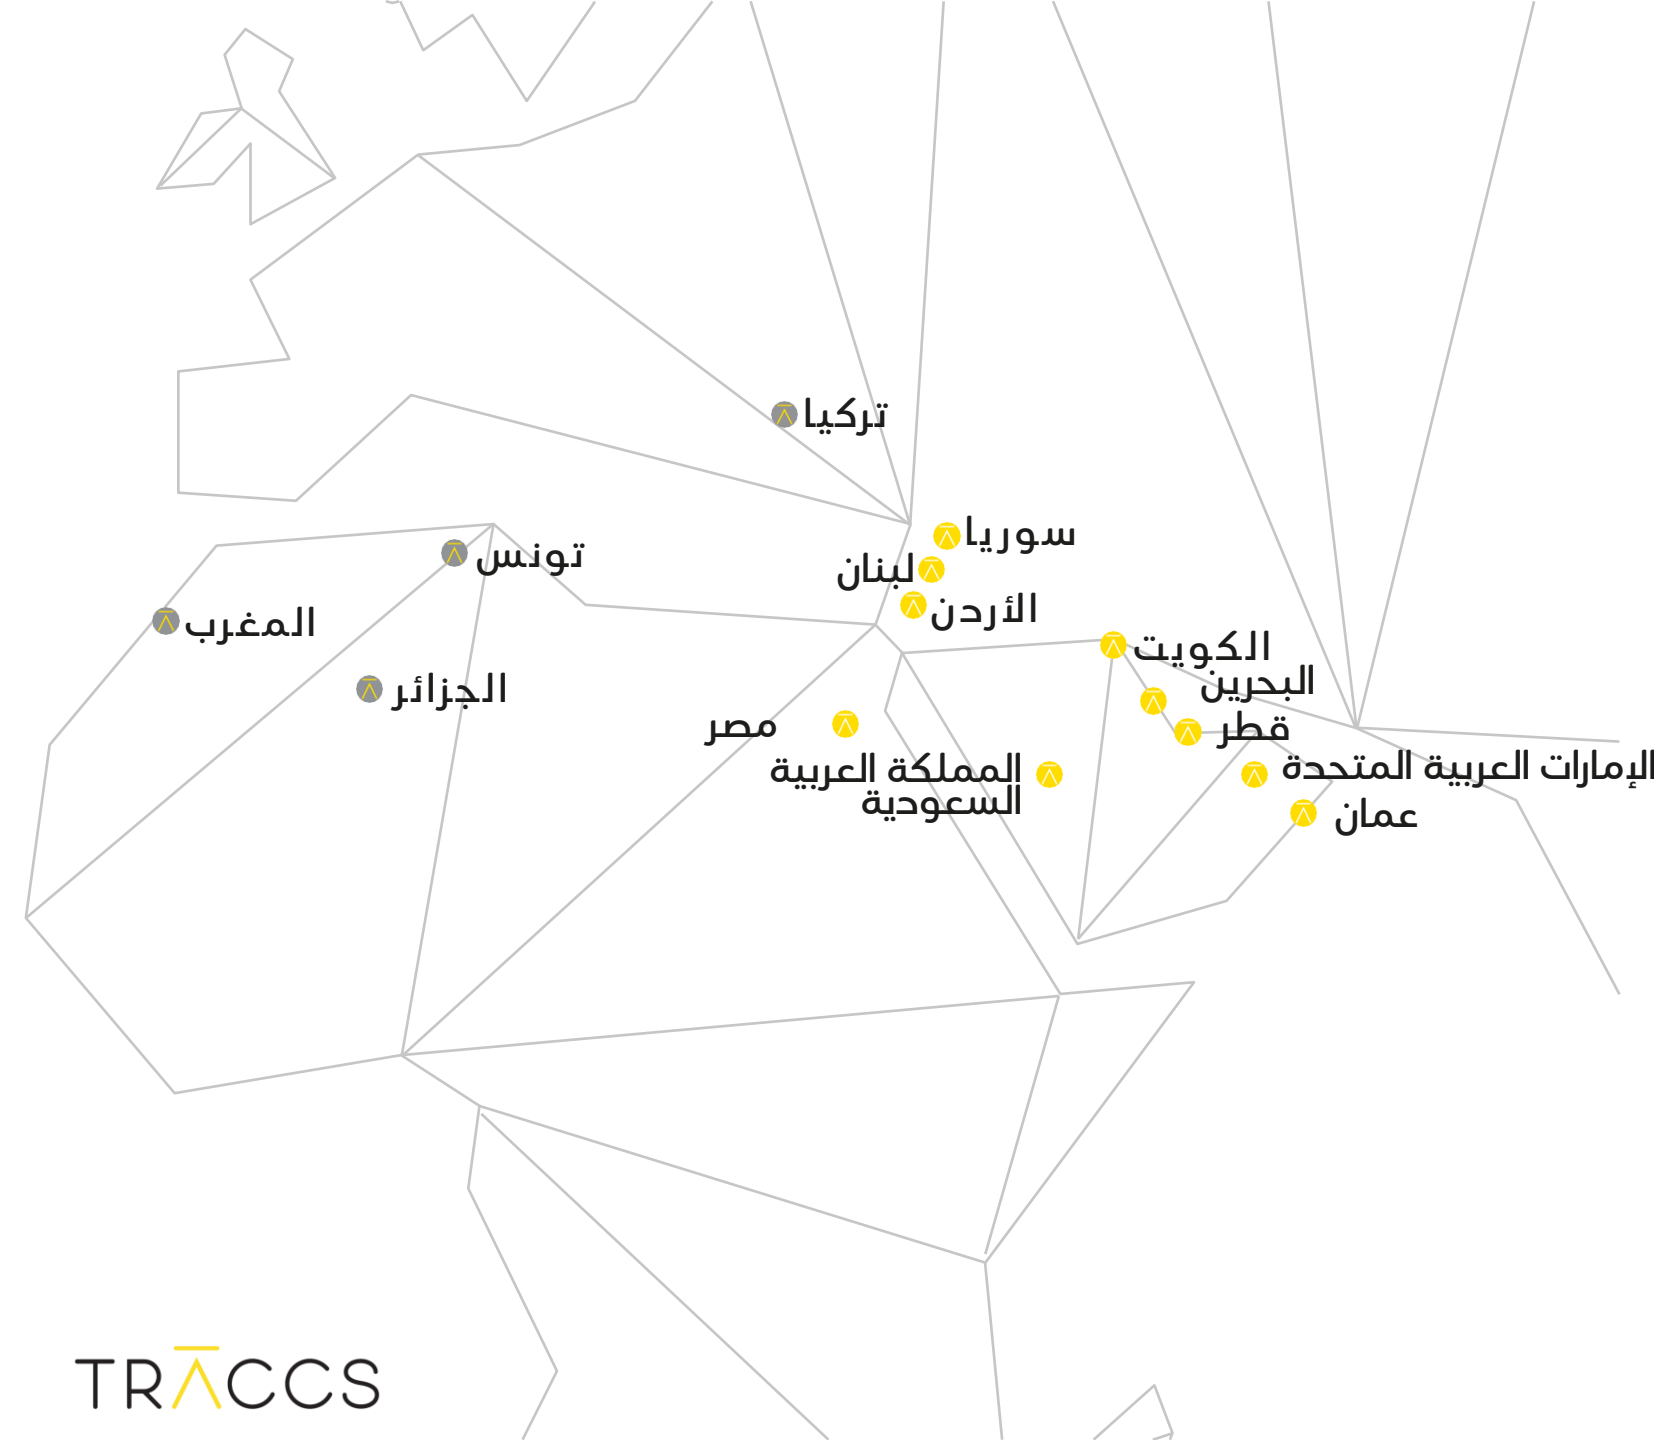 تركيا
سوريا
تونس
لبنان
الأردن
المغرب
الكويت
البحرين
الجزائر
مصر
قطر
المملكة العربية
السعودية
الإمارات العربية المتحدة
عمان
TRACCS